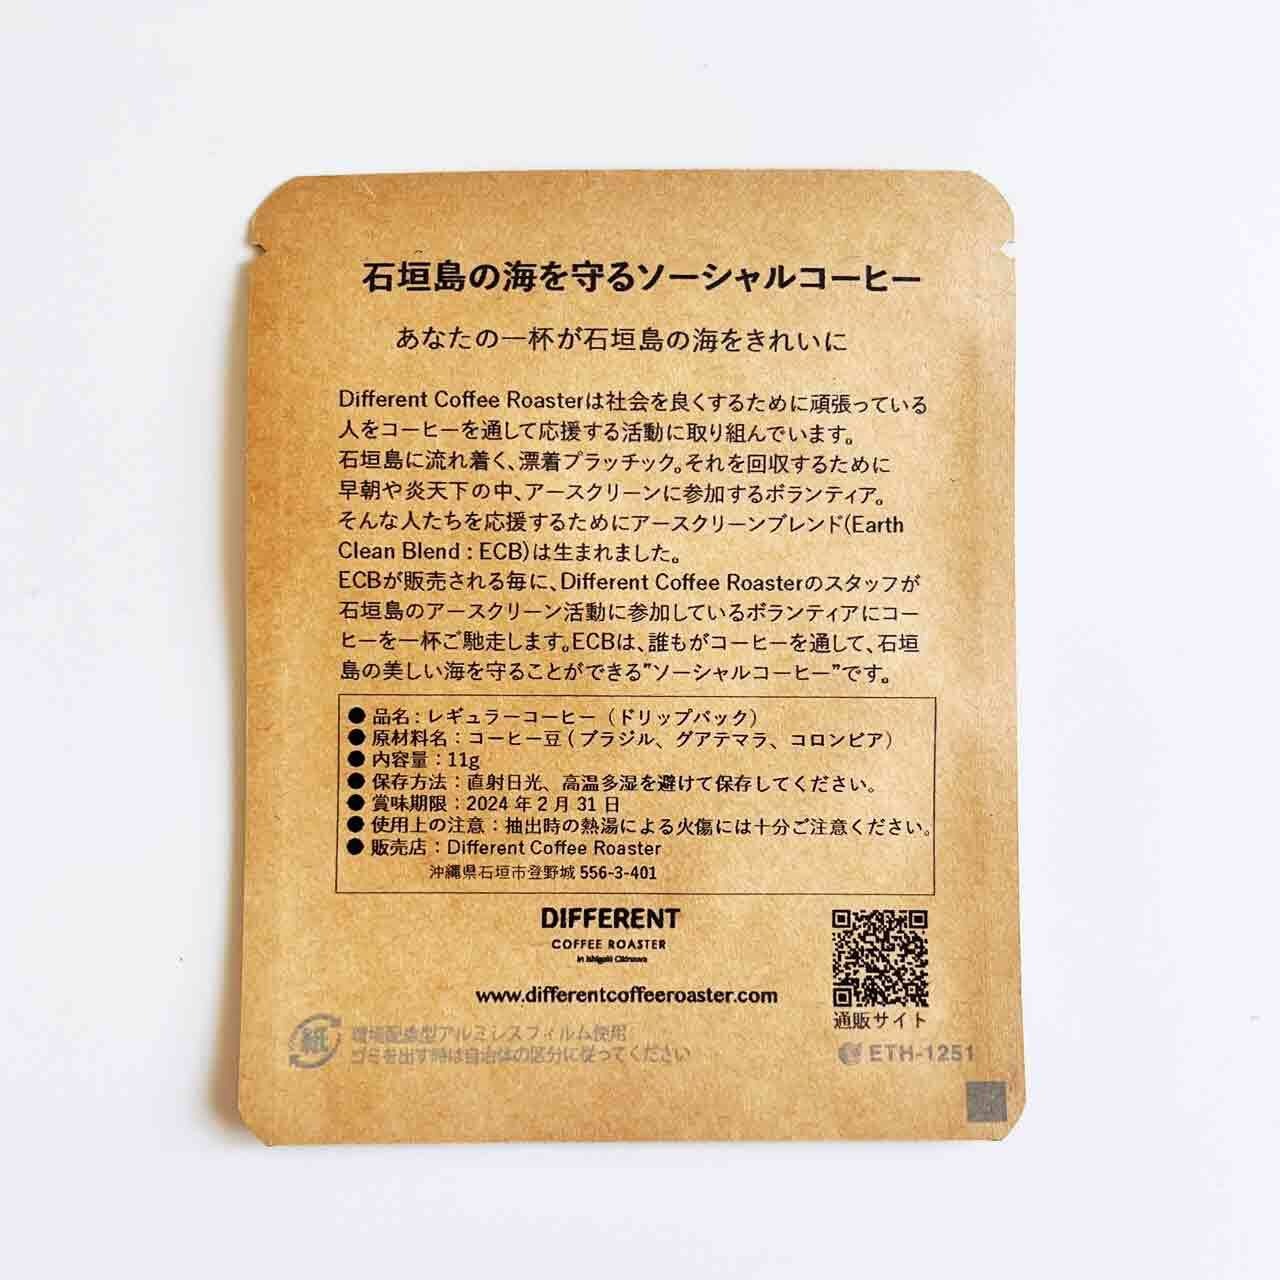 石垣島の海を守るソーシャルコーヒー
あなたの一杯が石垣島の海をきれいに
Different Coffee Roasterは社会を良くするために頑張っている
人をコーヒーを通して応援する活動に取り組んでいます。
石垣島に流れ着く、漂着プラッチック。それを回収するために
早朝や炎天下の中、アースクリーンに参加するボランティア。
そんな人たちを応援するためにアースクリーンブレンド(Earth
Clean Blend : ECB)は生まれました。
ECBが販売される毎に、Different Coffee Roasterのスタッフが
石垣島のアースクリーン活動に参加しているボランティアにコー
ヒーを一杯ご馳走します。ECBは、誰もがコーヒーを通して、石垣
島の美しい海を守ることができる"ソーシャルコーヒー"です。
● 品名：レギュラーコーヒー（ドリップパック）
● 原材料名：コーヒー豆（ブラジル、グアテマラ、コロンビア）
● 内容量：11g
● 保存方法：直射日光、高温多湿を避けて保存してください。
● 賞味期限：2024 年 2 月 31 日
● 使用上の注意：抽出時の熱湯による火傷には十分ご注意ください。
● 販売店：Different Coffee Roaster
沖縄県石垣市登野城 556-3-401
DIFFERENT
COFFEE ROASTER
in Ishigaki Okinawa
www.differentcoffeeroaster.com
通販サイト
紙
環境配慮型アルミレスフィルム使用
ゴミを出す時は自治体の区分に従ってください
ETH-1251